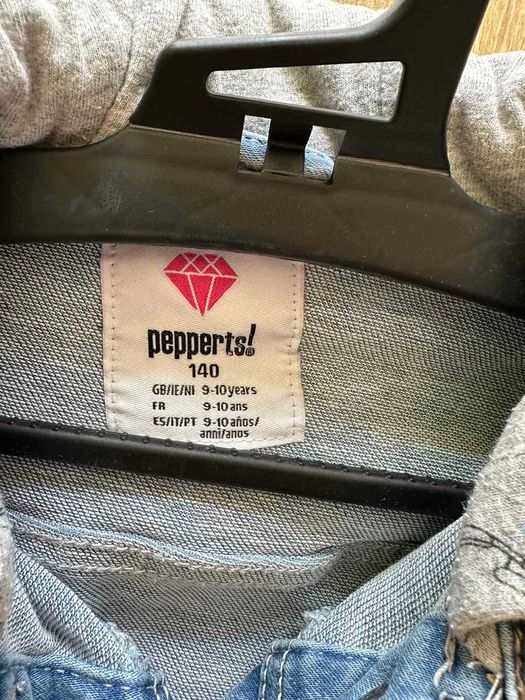 pepperts!®
140
GB/IE/NI 9-10 years
FR 9-10 ans
ES/IT/PT 9-10 años/
anni/anos